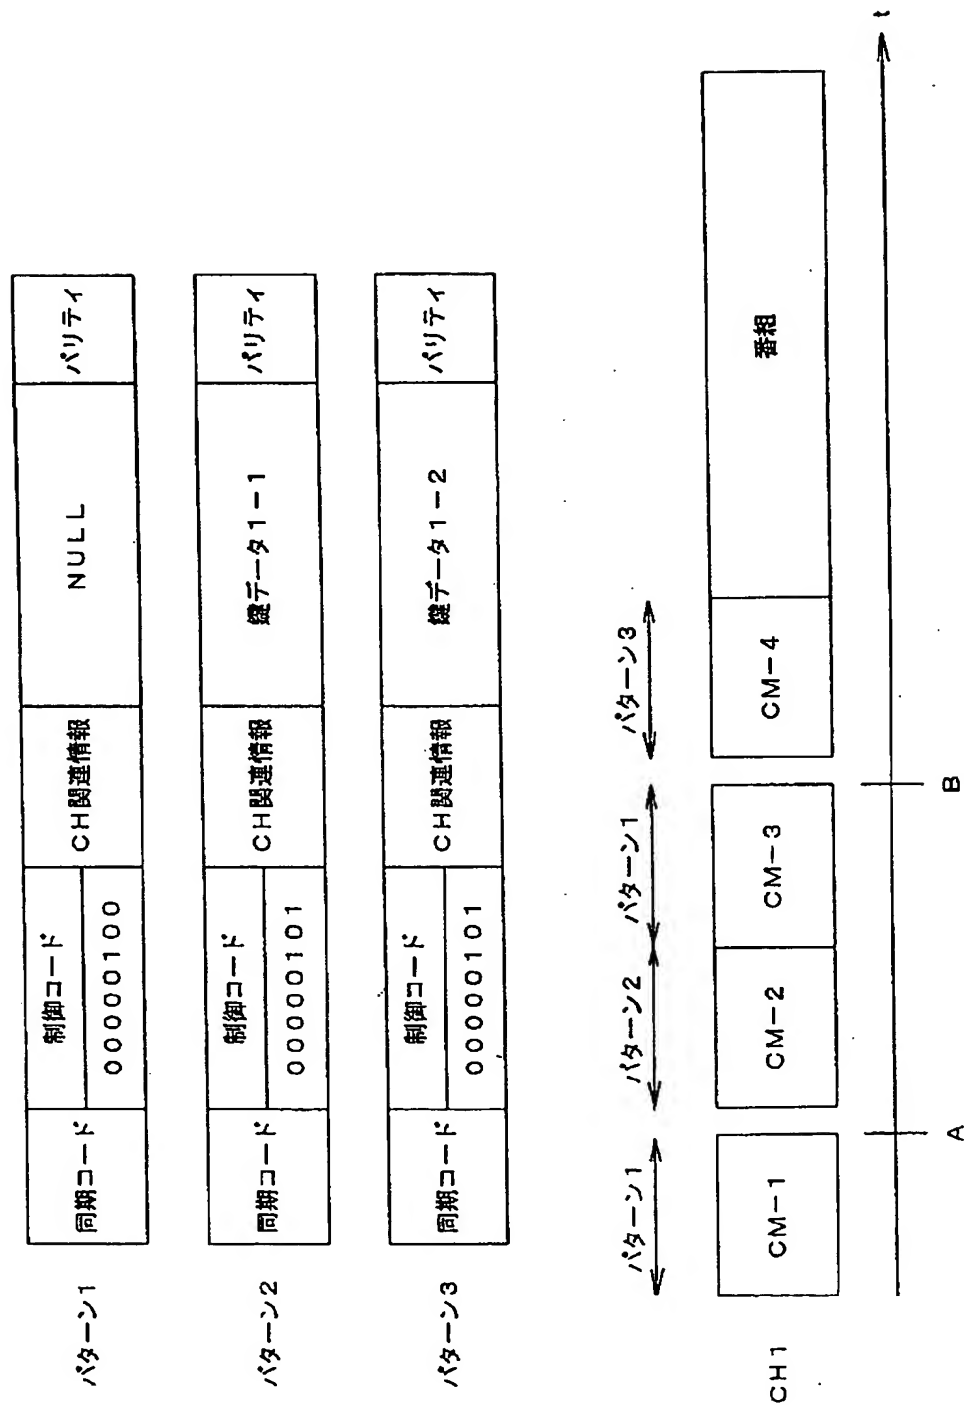 パターン1
同期コード
制御コード
00000100
CH関連情報
NULL
パリティ
パターン2
同期コード
制御コード
00000101
CH関連情報
鍵データ1-1
パリティ
パターン3
同期コード
制御コード
00000101
CH関連情報
鍵データ1-2
パリティ
パターン1
パターン2
パターン1
パターン3
CH1
CM-1
CM-2
CM-3
CM-4
番組
A
B
t